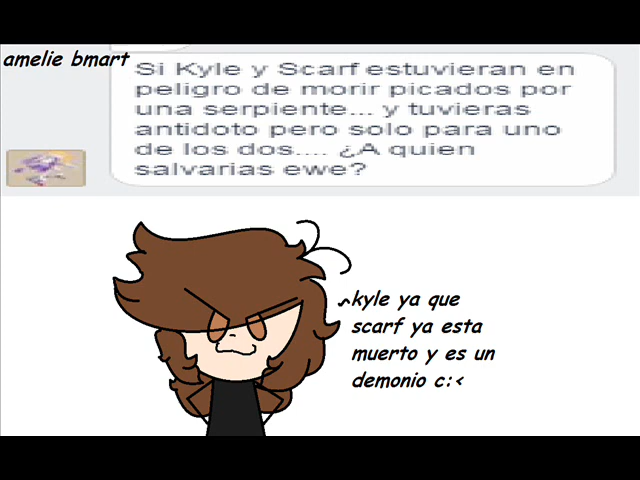 amelie bmart
Si Kyle y Scarf estuvieran en
peligro de morir picados por
una serpiente... y tuvieras
antidoto pero solo para uno
de los dos.... ¿A quien
salvarias ewe?
kyle ya que
scarf ya esta
muerto y es un
demonio c:<